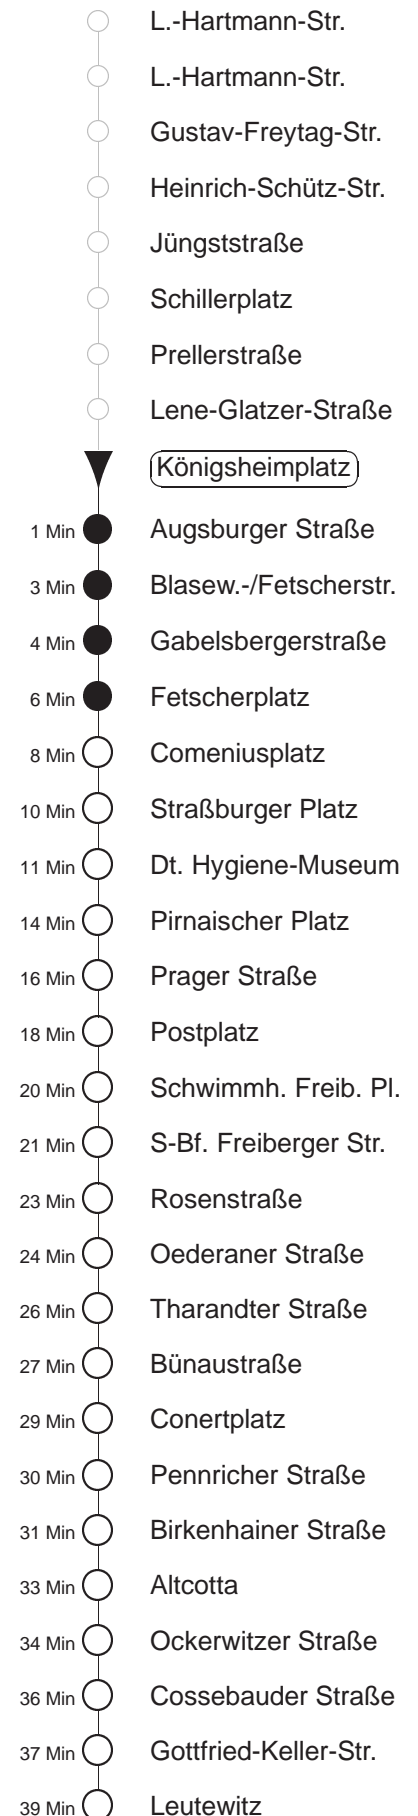 L.-Hartmann-Str.
L.-Hartmann-Str.
Gustav-Freytag-Str.
Heinrich-Schütz-Str.
Jüngststraße
Schillerplatz
Prellerstraße
Lene-Glatzer-Straße
Königsheimplatz
1 Min Augsburger Straße
3 Min Blasew.-/Fetscherstr.
4 Min Gabelsbergerstraße
6 Min Fetscherplatz
8 Min Comeniusplatz
10 Min Straßburger Platz
11 Min Dt. Hygiene-Museum
14 Min Pirnaischer Platz
16 Min Prager Straße
18 Min Postplatz
20 Min Schwimmh. Freib. Pl.
21 Min S-Bf. Freiberger Str.
23 Min Rosenstraße
24 Min Oederaner Straße
26 Min Tharandter Straße
27 Min Bünaustraße
29 Min Conertplatz
30 Min Pennricher Straße
31 Min Birkenhainer Straße
33 Min Altcotta
34 Min Ockerwitzer Straße
36 Min Cossebauder Straße
37 Min Gottfried-Keller-Str.
39 Min Leutewitz